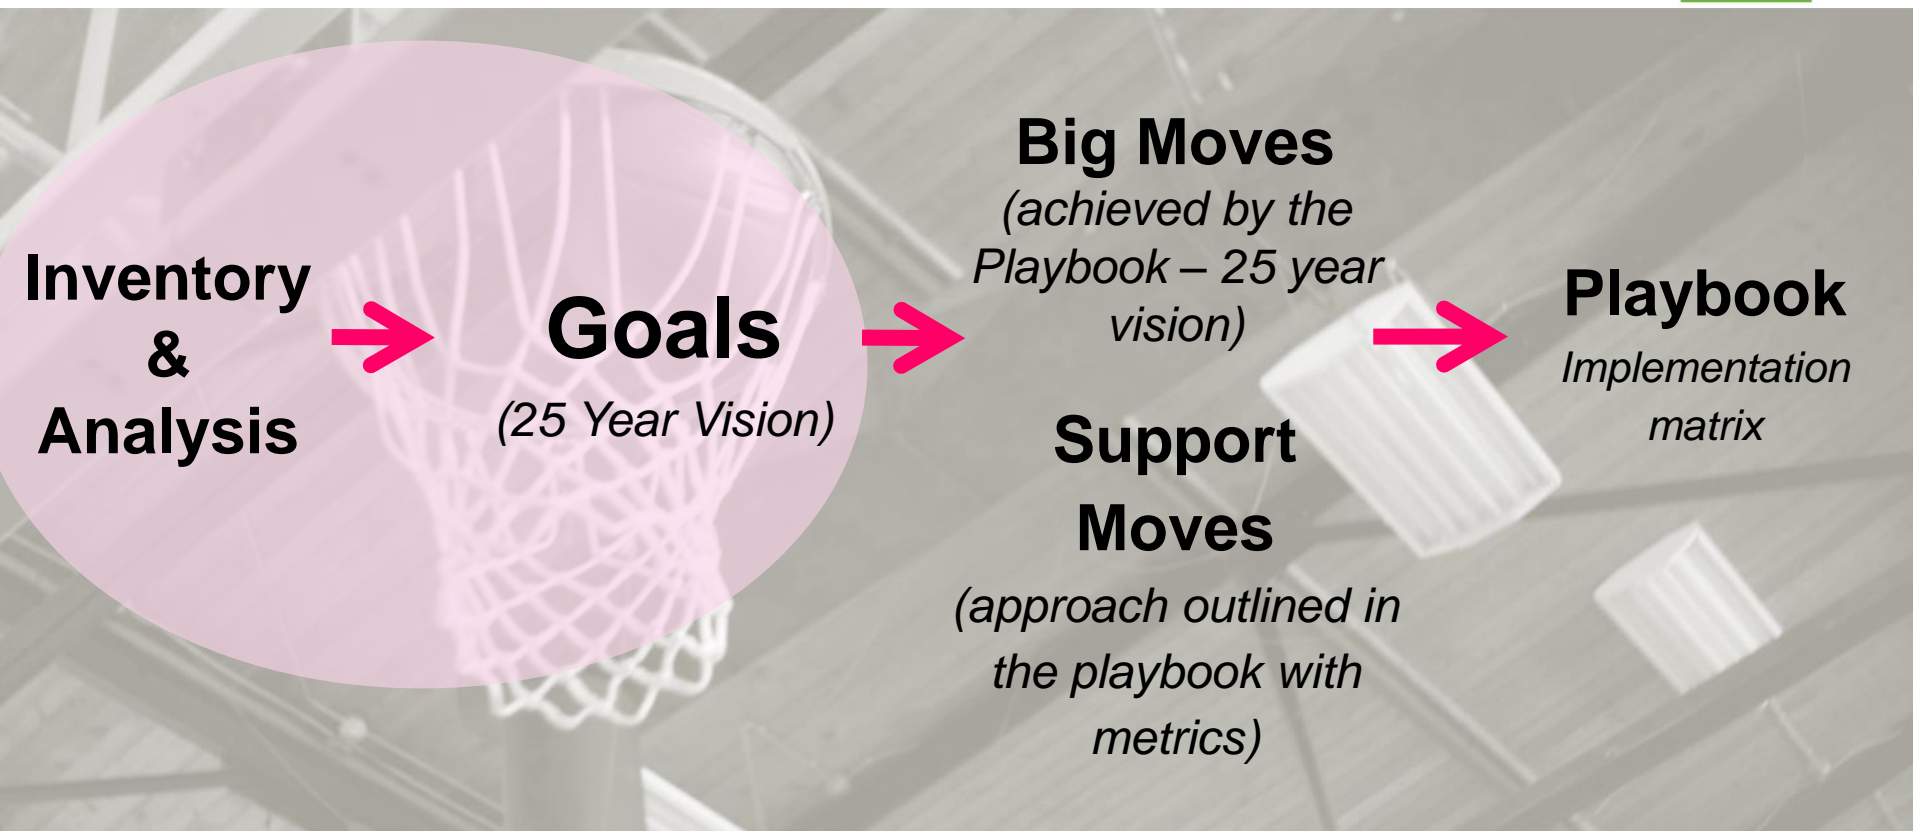 Inventory
&
Analysis
Goals
(25 Year Vision)
Big Moves
(achieved by the
Playbook – 25 year
vision)
Support
Moves
(approach outlined in
the playbook with
metrics)
Playbook
Implementation
matrix